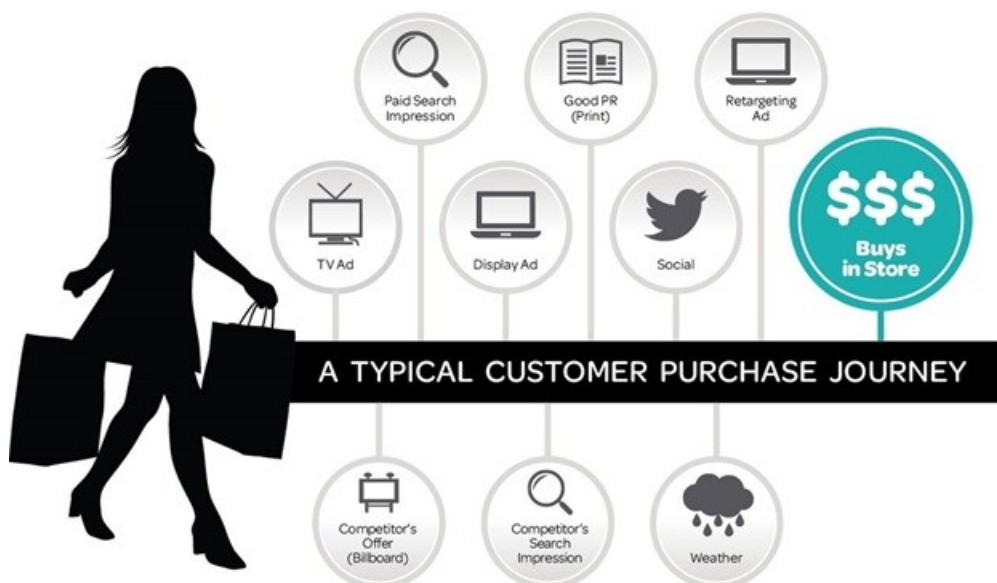 Paid Search
Impression
Good PR
(Print)
Retargeting
Ad
TV Ad
Display Ad
Social
$$$
Buys
in Store
A TYPICAL CUSTOMER PURCHASE JOURNEY
Competitor's
Offer
(Billboard)
Competitor's
Search
Impression
Weather